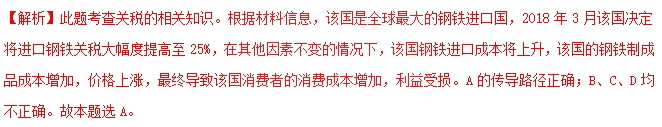 【解析】此题考查关税的相关知识。根据材料信息，该国是全球最大的钢铁进口国，2018 年 3 月该国决定
将进口钢铁关税大幅度提高至 25%，在其他因素不变的情况下，该国钢铁进口成本将上升，该国的钢铁制成
品成本增加，价格上涨，最终导致该国消费者的消费成本增加，利益受损。A 的传导路径正确；B、C、D 均
不正确。故本题选 A。